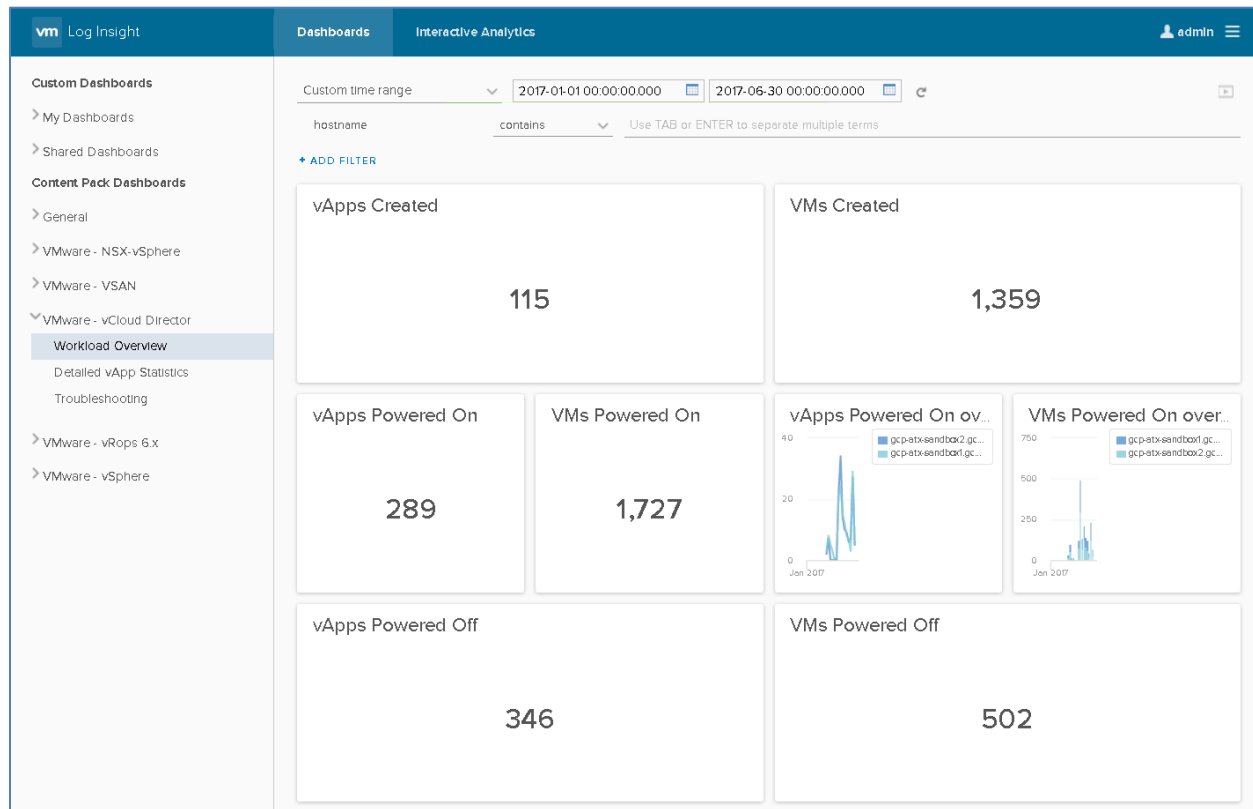 vm Log Insight
Dashboards
Interactive Analytics
admin
Custom Dashboards
My Dashboards
Shared Dashboards
Content Pack Dashboards
General
VMware - NSX-vSphere
VMware - VSAN
VMware - vCloud Director
Workload Overview
Detailed vApp Statistics
Troubleshooting
VMware - vRops 6.x
VMware - vSphere
Custom time range
2017-01-01 00:00:00.000
2017-06-30 00:00:00.000
hostname
contains
Use TAB or ENTER to separate multiple terms
+ ADD FILTER
vApps Created
115
VMs Created
1,359
vApps Powered On
289
VMs Powered On
1,727
vApps Powered On ov...
gcp-atx-sandbox2.gc...
gcp-atx-sandbox1.gc...
40
20
0
Jan 2017
VMs Powered On over...
gcp-atx-sandbox1.gc...
gcp-atx-sandbox2.gc...
750
500
250
0
Jan 2017
vApps Powered Off
346
VMs Powered Off
502